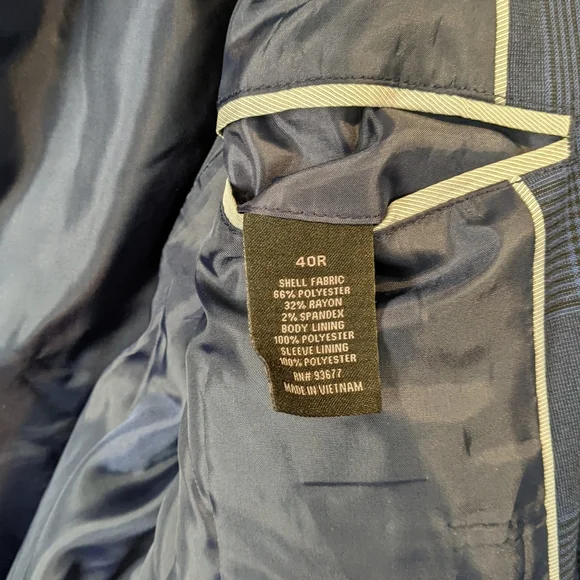 40R
SHELL FABRIC
66% POLYESTER
32% RAYON
2% SPANDEX
BODY LINING
100% POLYESTER
SLEEVE LINING
100% POLYESTER
RN# 93677
MADE IN VIETNAM